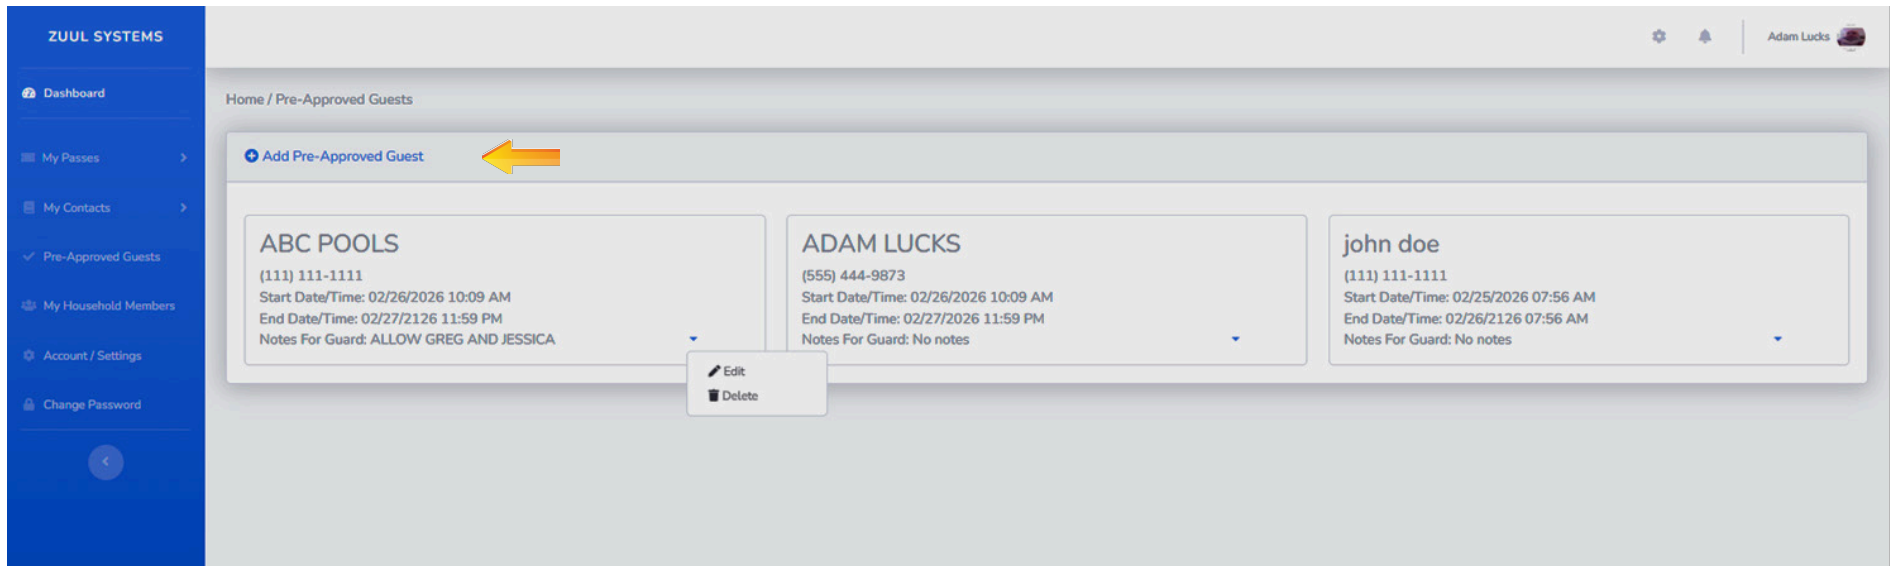 ZUUL SYSTEMS
Adam Lucks
Dashboard
My Passes
My Contacts
Pre-Approved Guests
My Household Members
Account / Settings
Change Password
Home / Pre-Approved Guests
Add Pre-Approved Guest
ABC POOLS
(111) 111-1111
Start Date/Time: 02/26/2026 10:09 AM
End Date/Time: 02/27/2126 11:59 PM
Notes For Guard: ALLOW GREG AND JESSICA
Edit
Delete
ADAM LUCKS
(555) 444-9873
Start Date/Time: 02/26/2026 10:09 AM
End Date/Time: 02/27/2026 11:59 PM
Notes For Guard: No notes
john doe
(111) 111-1111
Start Date/Time: 02/25/2026 07:56 AM
End Date/Time: 02/26/2126 07:56 AM
Notes For Guard: No notes